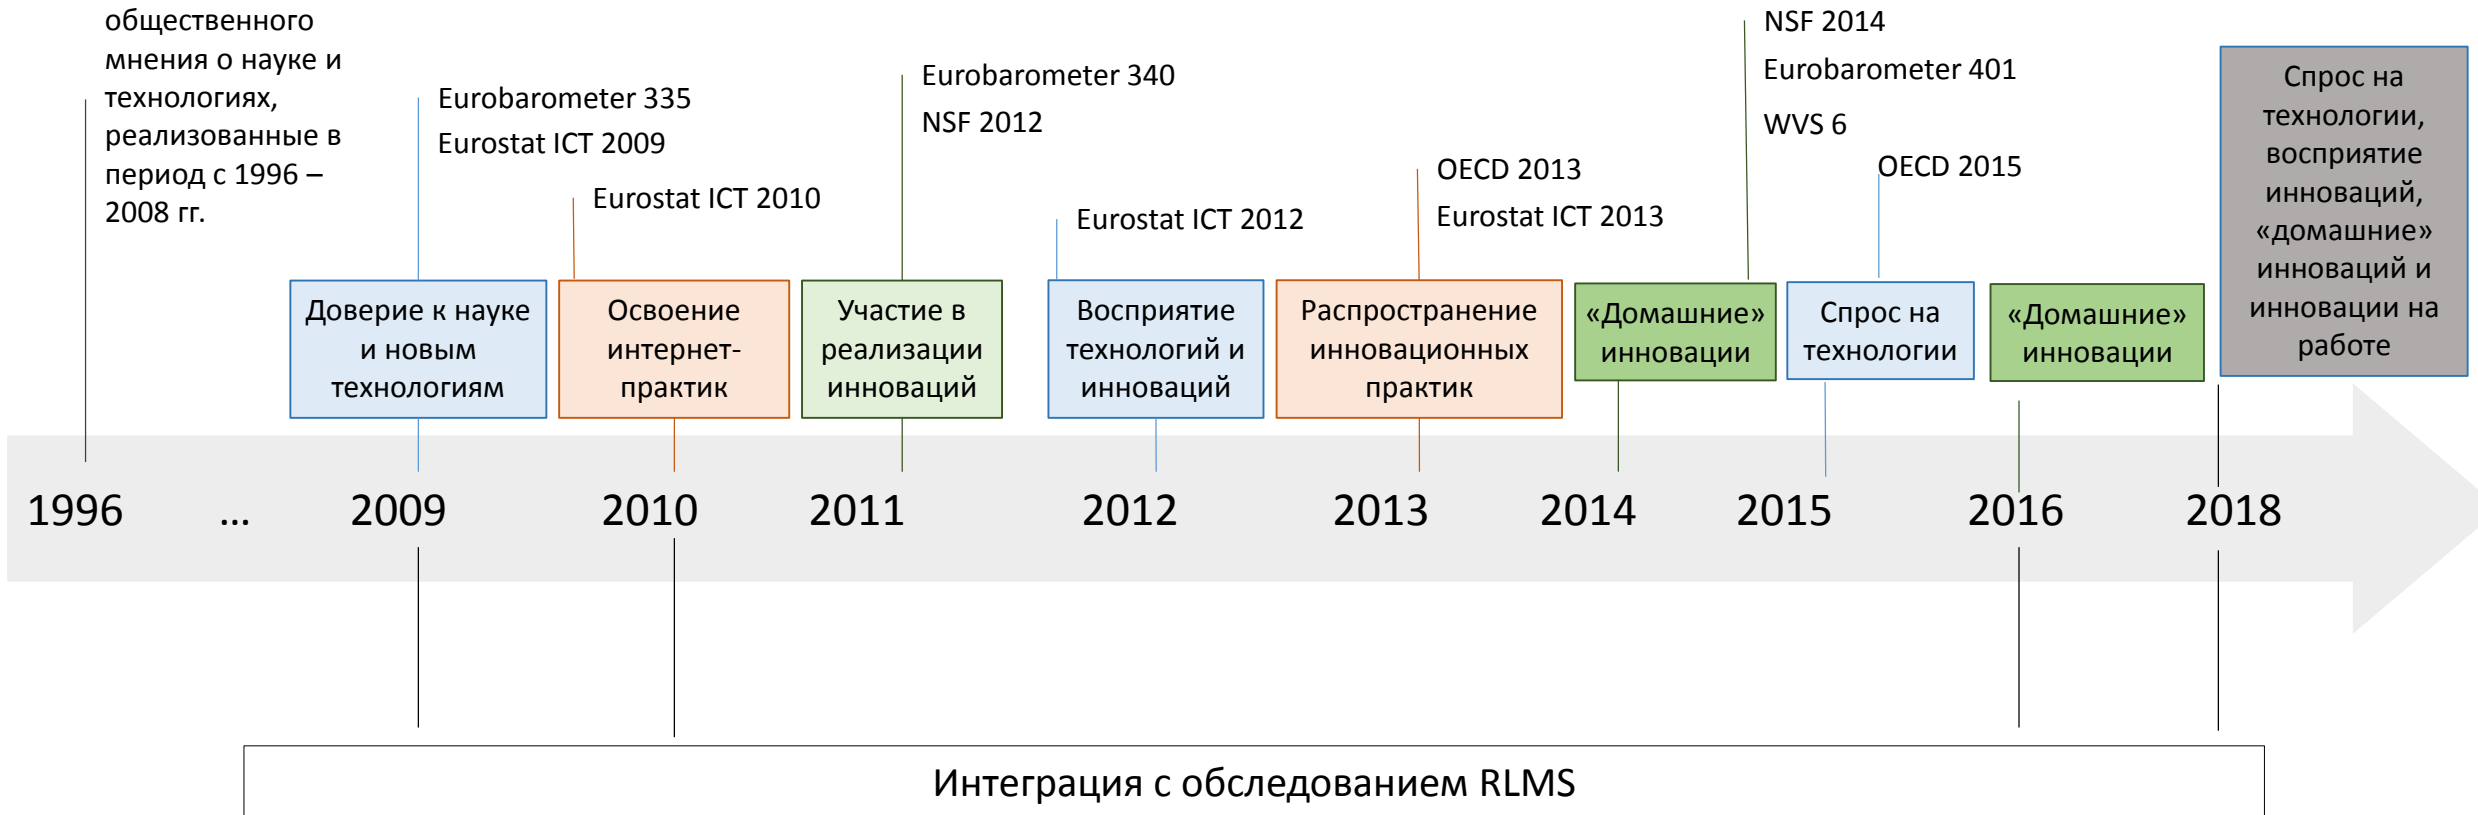 общественного
мнения о науке и
технологиях,
реализованные в
период с 1996 –
2008 гг.
Eurobarometer 335
Eurostat ICT 2009
Eurostat ICT 2010
Eurobarometer 340
NSF 2012
Eurostat ICT 2012
OECD 2013
Eurostat ICT 2013
NSF 2014
Eurobarometer 401
WVS 6
OECD 2015
Доверие к науке
и новым
технологиям
Освоение
интернет-
практик
Участие в
реализации
инноваций
Восприятие
технологий и
инноваций
Распространение
инновационных
практик
«Домашние»
инновации
Спрос на
технологии
«Домашние»
инновации
Спрос на
технологии,
восприятие
инноваций,
«домашние»
инноваций и
инновации на
работе
1996 ... 2009 2010 2011 2012 2013 2014 2015 2016 2018
Интеграция с обследованием RLMS